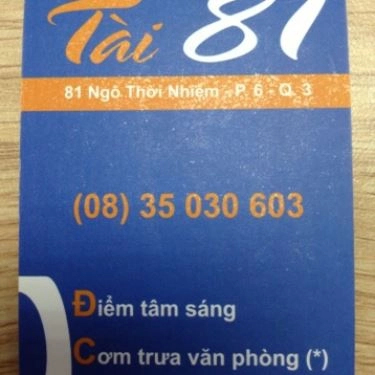 Tài 81
81 Ngô Thời Nhiệm - P. 6 - Q. 3
(08) 35 030 603
Điểm tâm sáng
Cơm trưa văn phòng (*)